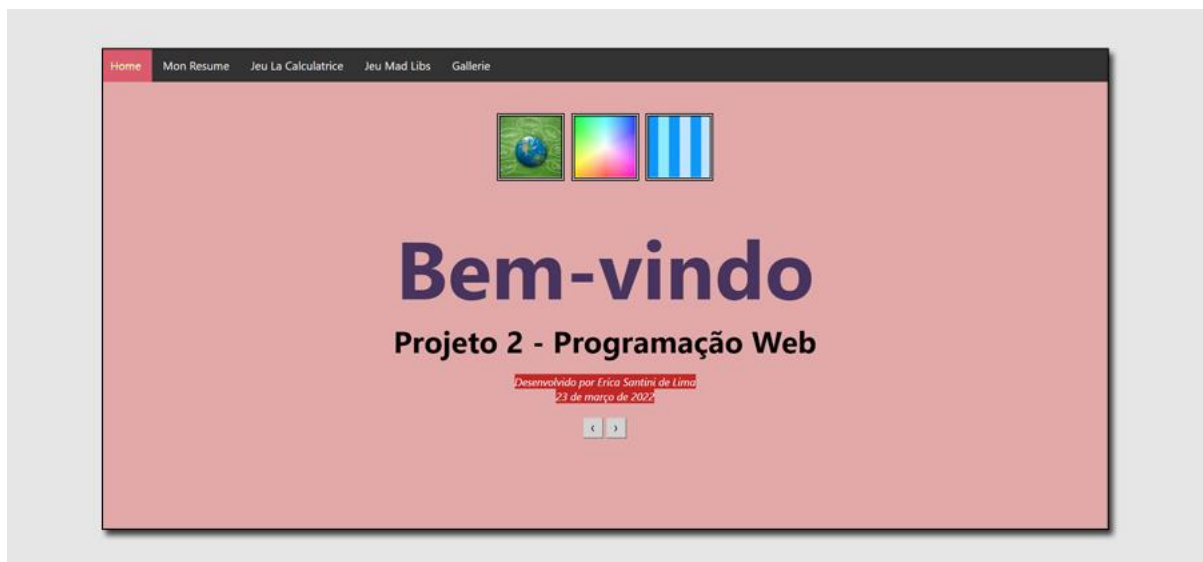 Home Mon Resume Jeu La Calculatrice Jeu Mad Libs Gallerie
Bem-vindo
Projeto 2 - Programação Web
Desenvolvido por Erica Santini de Lima
23 de março de 2022
‹ ›